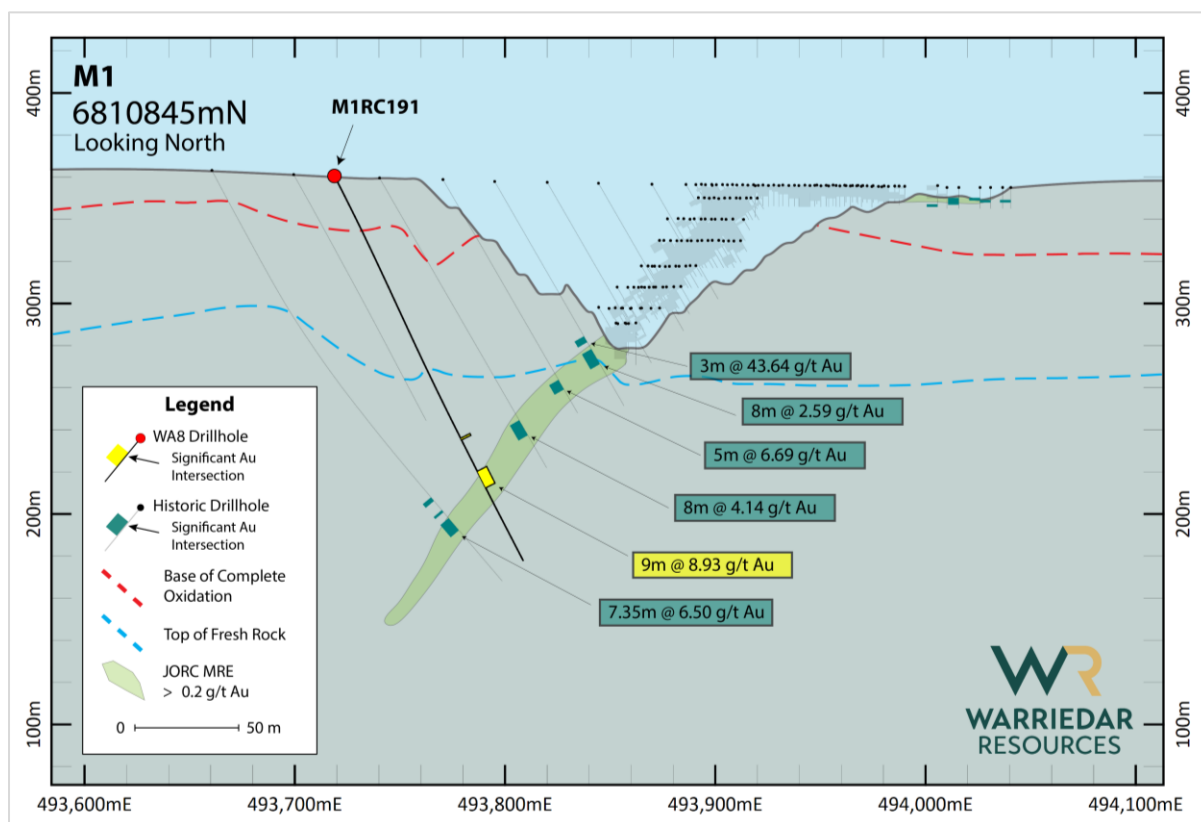 M1
6810845mN
Looking North
M1RC191
400m
300m
200m
100m
400m
300m
200m
100m
3m @ 43.64 g/t Au
8m @ 2.59 g/t Au
5m @ 6.69 g/t Au
8m @ 4.14 g/t Au
9m @ 8.93 g/t Au
7.35m @ 6.50 g/t Au
Legend
WA8 Drillhole
Significant Au
Intersection
Historic Drillhole
Significant Au
Intersection
Base of Complete
Oxidation
Top of Fresh Rock
JORC MRE
> 0.2 g/t Au
0 50 m
WR
WARRIEDAR
RESOURCES
493,600mE 493,700mE 493,800mE 493,900mE 494,000mE 494,100mE